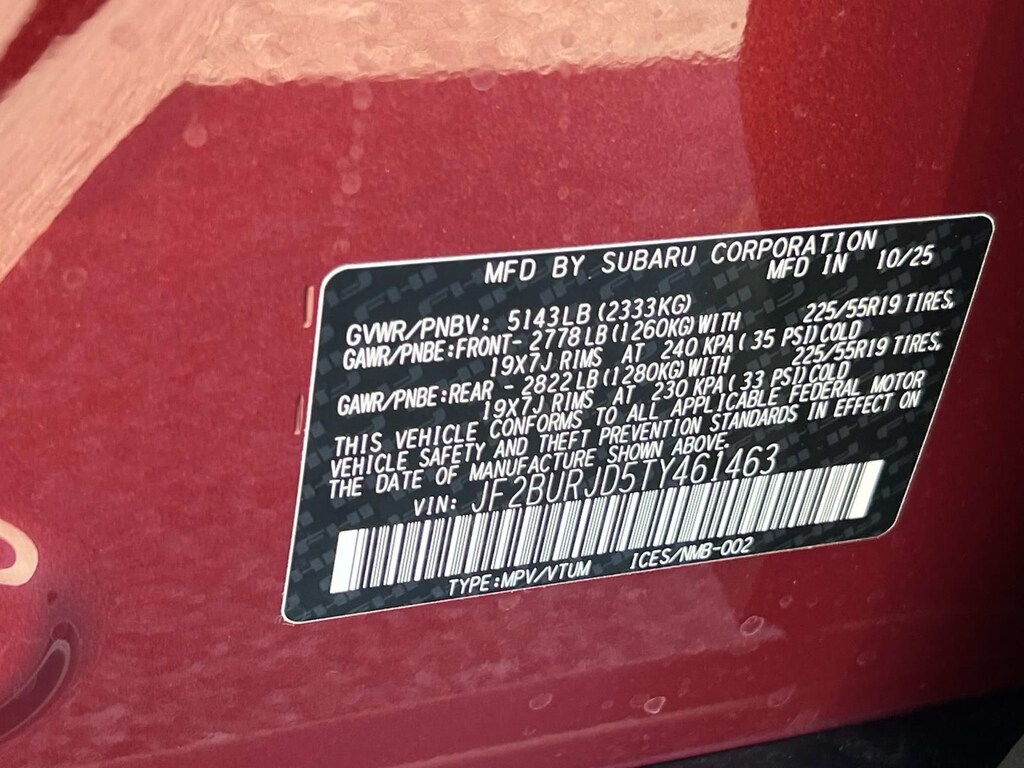 MFD BY SUBARU CORPORATION
MFD IN 10/25
GVWR/PNBV: 5143LB (2333KG)
GAWR/PNBE:FRONT- 2778LB (1260KG) WITH 225/55R19 TIRES,
19X7J RIMS AT 240 KPA ( 35 PSI) COLD
GAWR/PNBE:REAR - 2822LB (1280KG) WITH 225/55R19 TIRES,
19X7J RIMS AT 230 KPA ( 33 PSI) COLD
THIS VEHICLE CONFORMS TO ALL APPLICABLE FEDERAL MOTOR
VEHICLE SAFETY AND THEFT PREVENTION STANDARDS IN EFFECT ON
THE DATE OF MANUFACTURE SHOWN ABOVE.
VIN: JF2BURJD5TY461463
TYPE:MPV/VTUM ICES/NMB-002